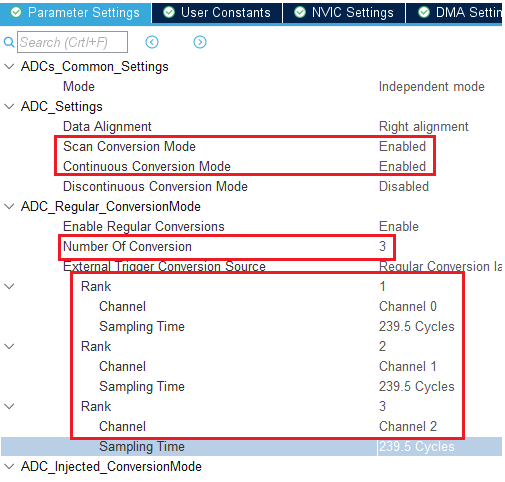 Parameter Settings User Constants NVIC Settings DMA Settin
Search (Crtl+F)
ADCs_Common_Settings
Mode Independent mode
ADC_Settings
Data Alignment Right alignment
Scan Conversion Mode Enabled
Continuous Conversion Mode Enabled
Discontinuous Conversion Mode Disabled
ADC_Regular_ConversionMode
Enable Regular Conversions Enable
Number Of Conversion 3
External Trigger Conversion Source Regular Conversion la
Rank 1
Channel Channel 0
Sampling Time 239.5 Cycles
Rank 2
Channel Channel 1
Sampling Time 239.5 Cycles
Rank 3
Channel Channel 2
Sampling Time 239.5 Cycles
ADC_Injected_ConversionMode